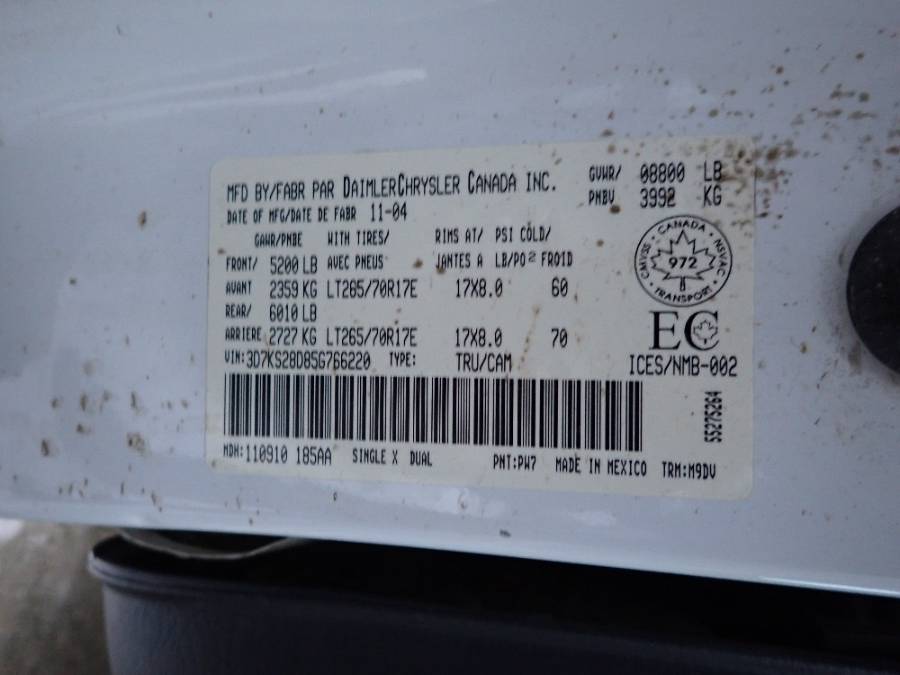 MFD BY/FABR PAR DAIMLERCHRYSLER CANADA INC. GVWR/ 08800 LB
DATE OF MFG/DATE DE FABR 11-04 PNBV 3992 KG
GAWR/PNBE WITH TIRES/ RIMS AT/ PSI COLD/
FRONT/ 5200 LB AVEC PNEUS JANTES A LB/PO² FROID
AVANT 2359 KG LT265/70R17E 17X8.0 60
REAR/ 6010 LB
ARRIERE 2727 KG LT265/70R17E 17X8.0 70
VIN:3D7KS28D85G766220 TYPE: TRU/CAM
CANADA
CMVSS 972 NSVAC
TRANSPORT
EC
ICES/NMB-002
55275264
MDH:110910 185AA SINGLE X DUAL PNT:PW7 MADE IN MEXICO TRM:M9DV